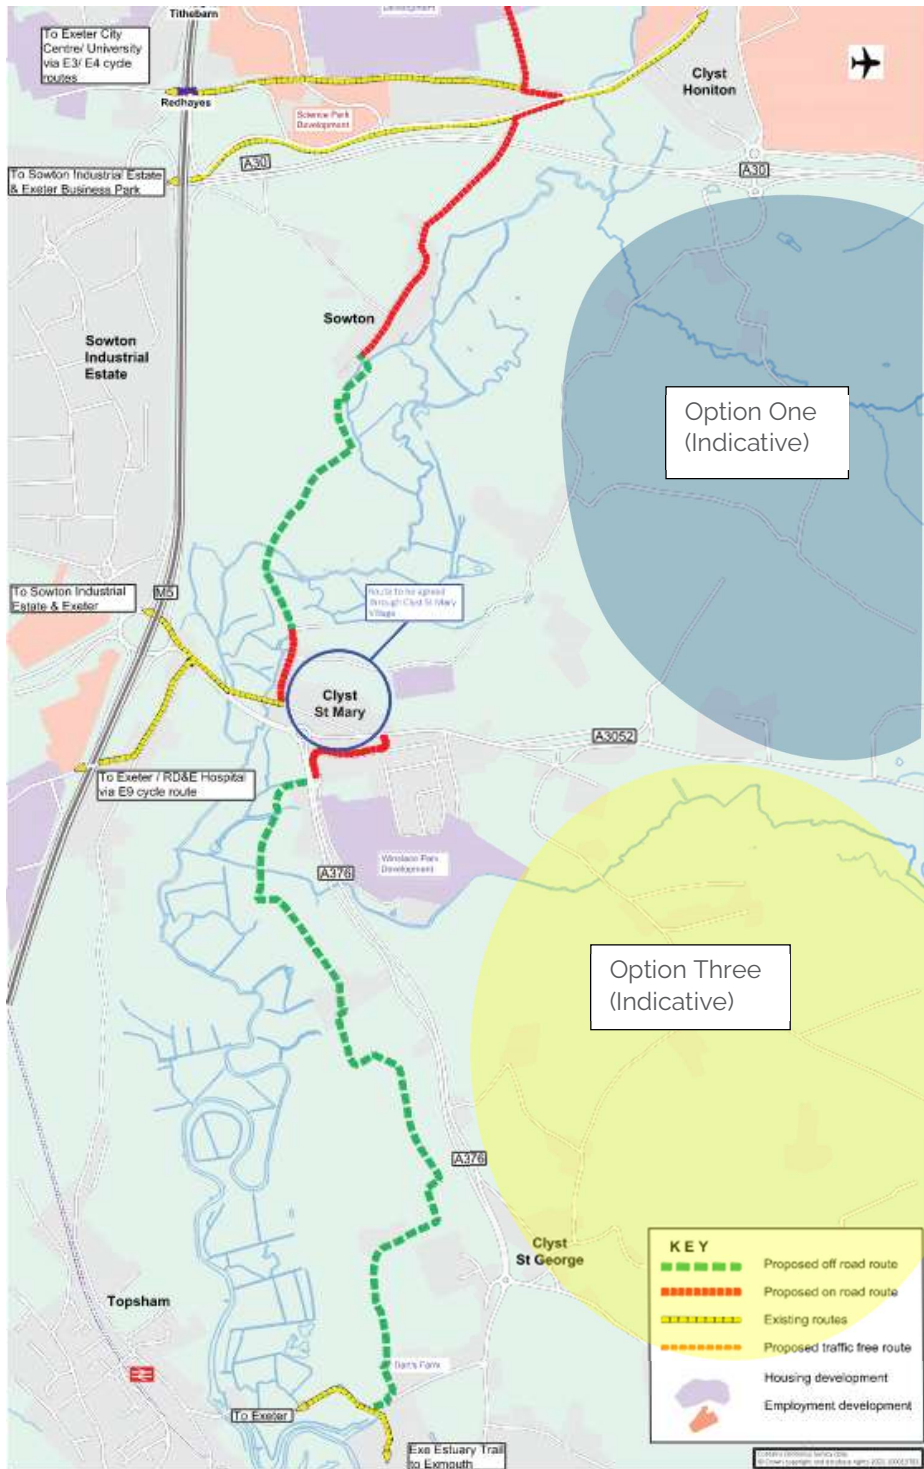 Tithebarn
Development
To Exeter City
Centre/ University
via E3/ E4 cycle
routes
Redhayes
Clyst
Honiton
Science Park
Development
A30
To Sowton Industrial Estate
& Exeter Business Park
A30
Sowton
Sowton
Industrial
Estate
Option One
(Indicative)
To Sowton Industrial
Estate & Exeter
M5
Route to be agreed
through Clyst St Mary
Village
Clyst
St Mary
A3052
To Exeter / RD&E Hospital
via E9 cycle route
Winslade Park
Development
A376
Option Three
(Indicative)
A376
Clyst
St George
Topsham
Dart's Farm
To Exeter
Exe Estuary Trail
to Exmouth
KEY
Proposed off road route
Proposed on road route
Existing routes
Proposed traffic free route
Housing development
Employment development